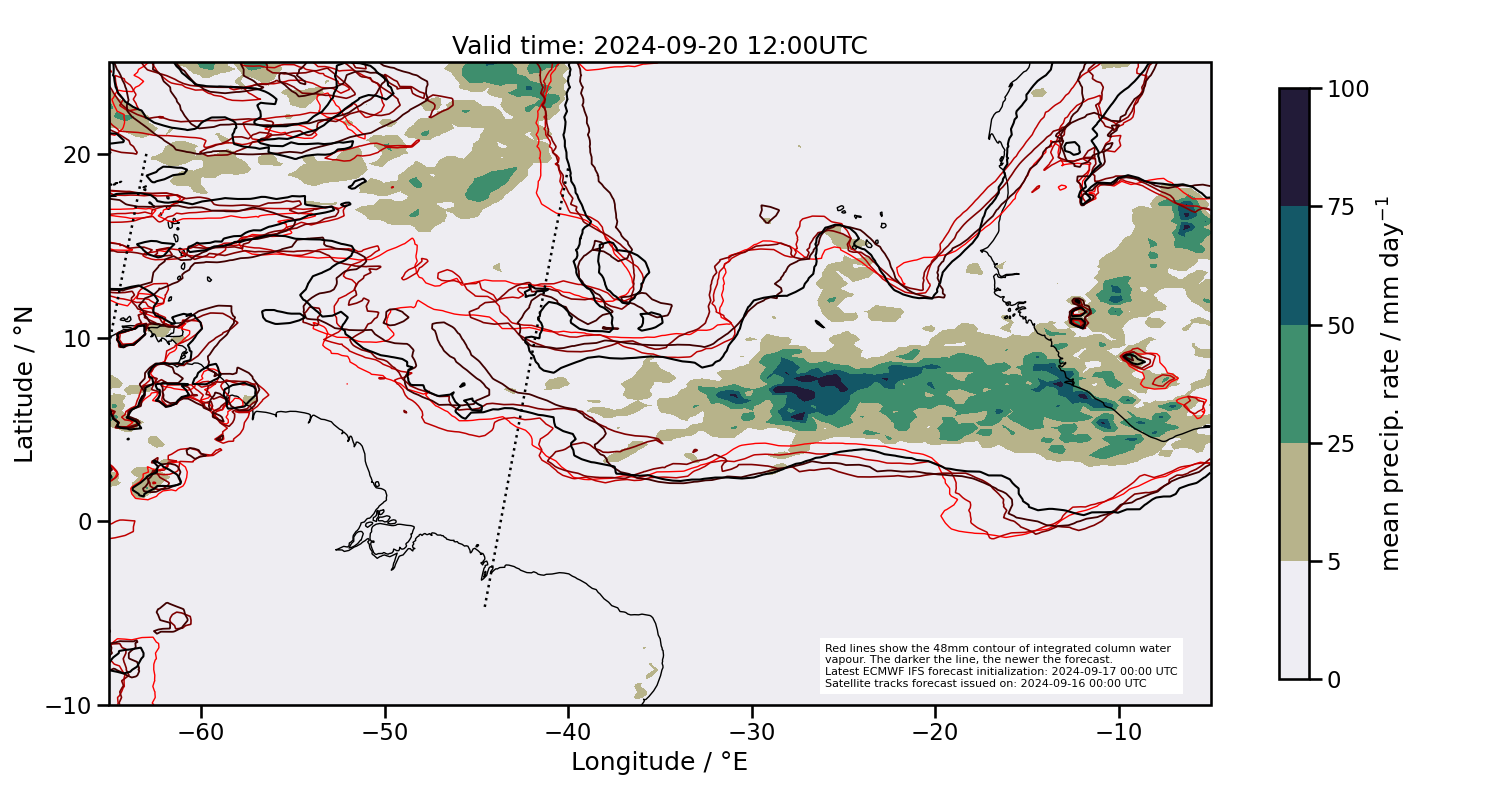 Valid time: 2024-09-20 12:00UTC
Latitude / °N
20
10
0
−10
−60
−50
−40
−30
−20
−10
Longitude / °E
Red lines show the 48mm contour of integrated column water
vapour. The darker the line, the newer the forecast.
Latest ECMWF IFS forecast initialization: 2024-09-17 00:00 UTC
Satellite tracks forecast issued on: 2024-09-16 00:00 UTC
100
75
50
25
5
0
mean precip. rate / mm day⁻¹